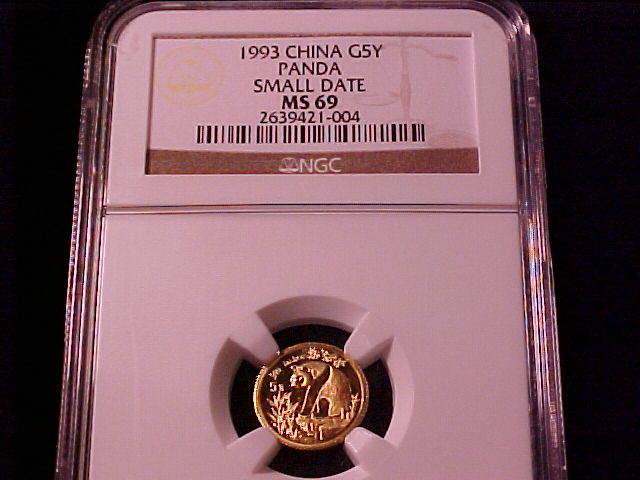 1993 CHINA G5Y
PANDA
SMALL DATE
MS 69
2639421-004
NGC